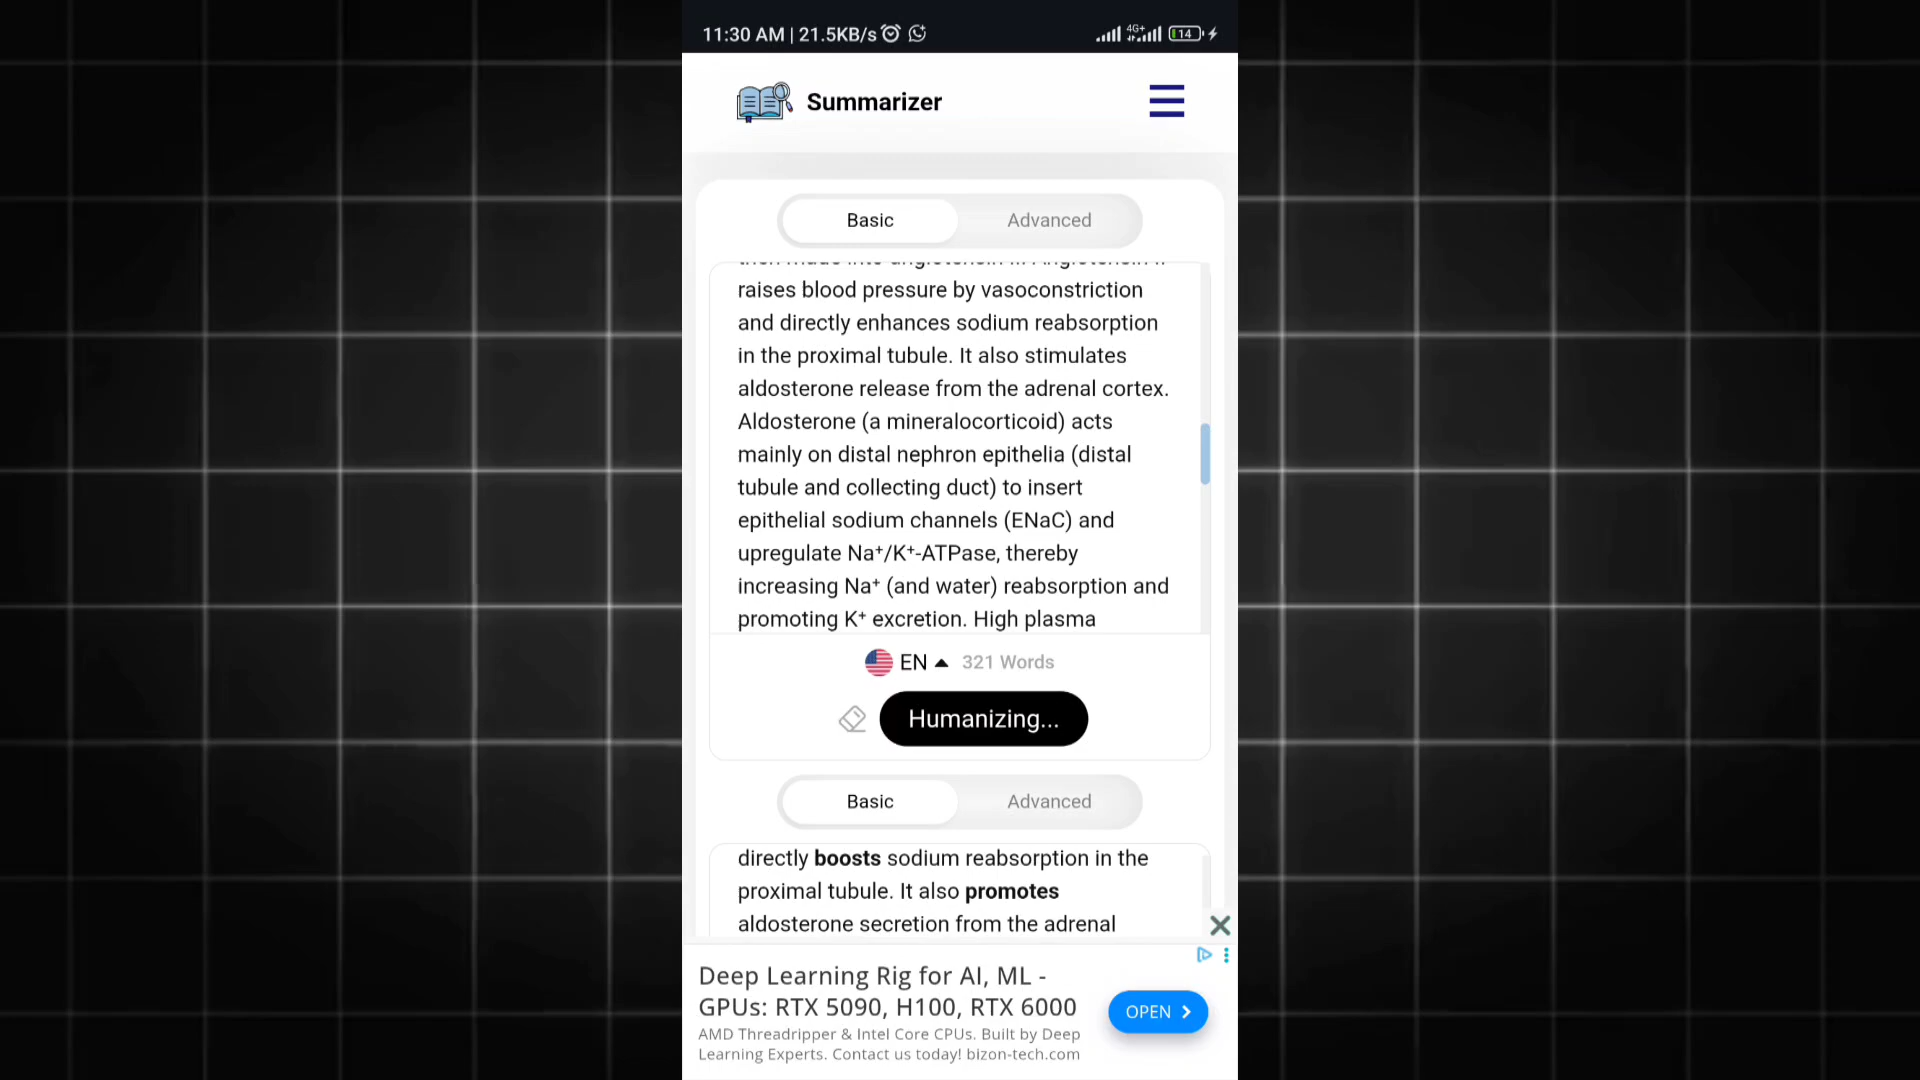 11:30 AM | 21.5KB/s
4G+
14
Summarizer
Basic Advanced
raises blood pressure by vasoconstriction
and directly enhances sodium reabsorption
in the proximal tubule. It also stimulates
aldosterone release from the adrenal cortex.
Aldosterone (a mineralocorticoid) acts
mainly on distal nephron epithelia (distal
tubule and collecting duct) to insert
epithelial sodium channels (ENaC) and
upregulate Na⁺/K⁺-ATPase, thereby
increasing Na⁺ (and water) reabsorption and
promoting K⁺ excretion. High plasma
EN 321 Words
Humanizing...
Basic Advanced
directly boosts sodium reabsorption in the
proximal tubule. It also promotes
aldosterone secretion from the adrenal
Deep Learning Rig for AI, ML -
GPUs: RTX 5090, H100, RTX 6000
AMD Threadripper & Intel Core CPUs. Built by Deep
Learning Experts. Contact us today! bizon-tech.com
OPEN